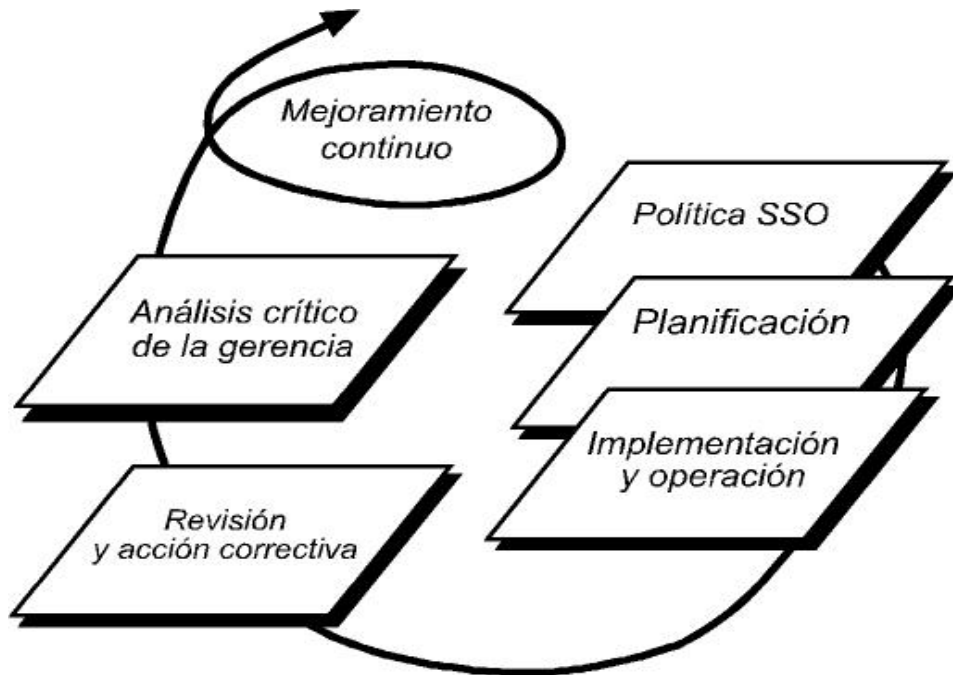 Mejoramiento
continuo
Política SSO
Análisis crítico
de la gerencia
Planificación
Implementación
y operación
Revisión
y acción correctiva